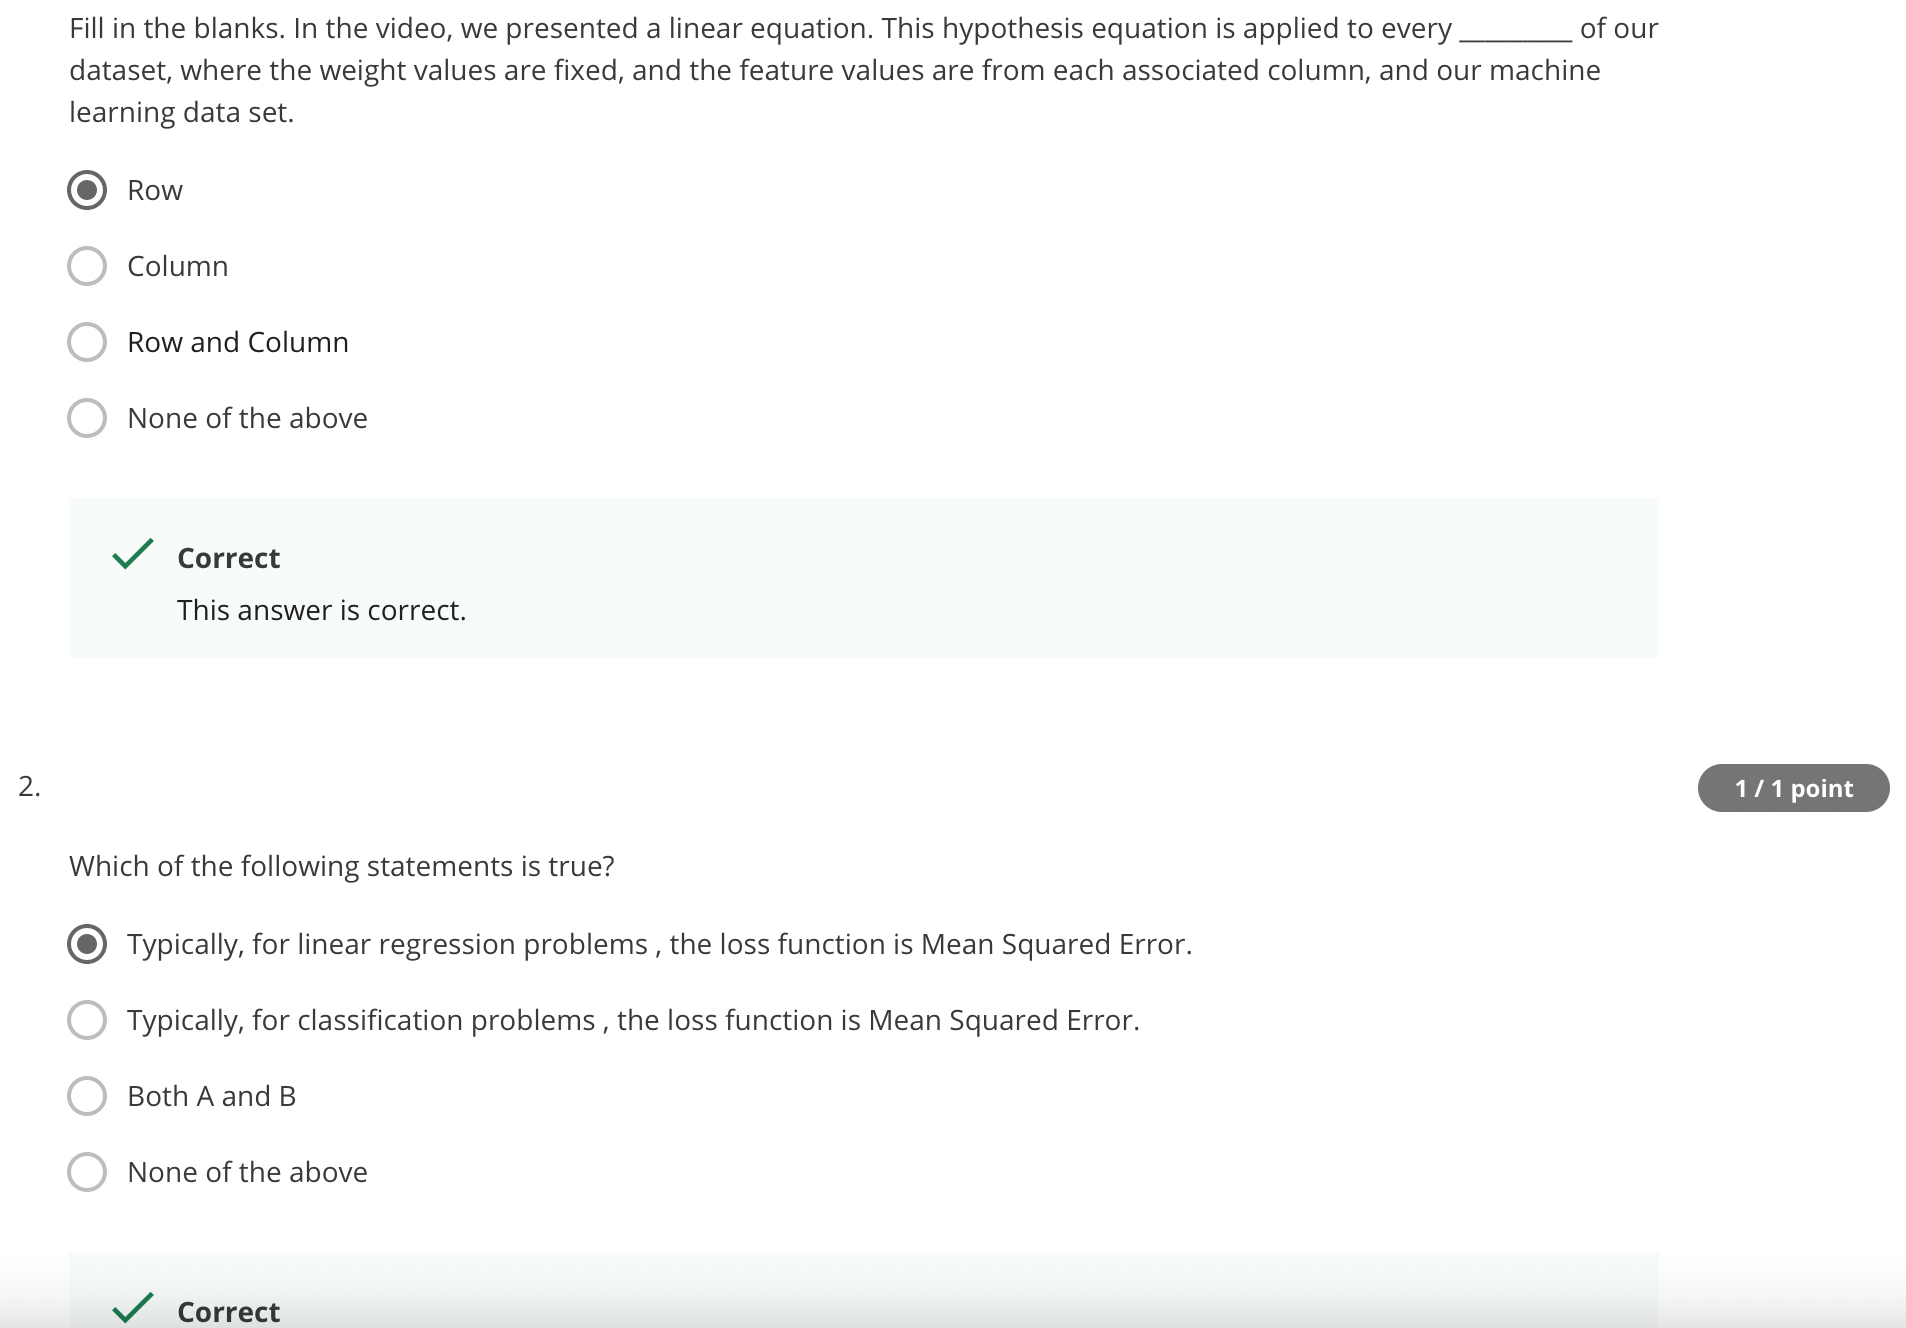 Fill in the blanks. In the video, we presented a linear equation. This hypothesis equation is applied to every ________ of our
dataset, where the weight values are fixed, and the feature values are from each associated column, and our machine
learning data set.
Row
Column
Row and Column
None of the above
Correct
This answer is correct.
2.
1 / 1 point
Which of the following statements is true?
Typically, for linear regression problems , the loss function is Mean Squared Error.
Typically, for classification problems , the loss function is Mean Squared Error.
Both A and B
None of the above
Correct